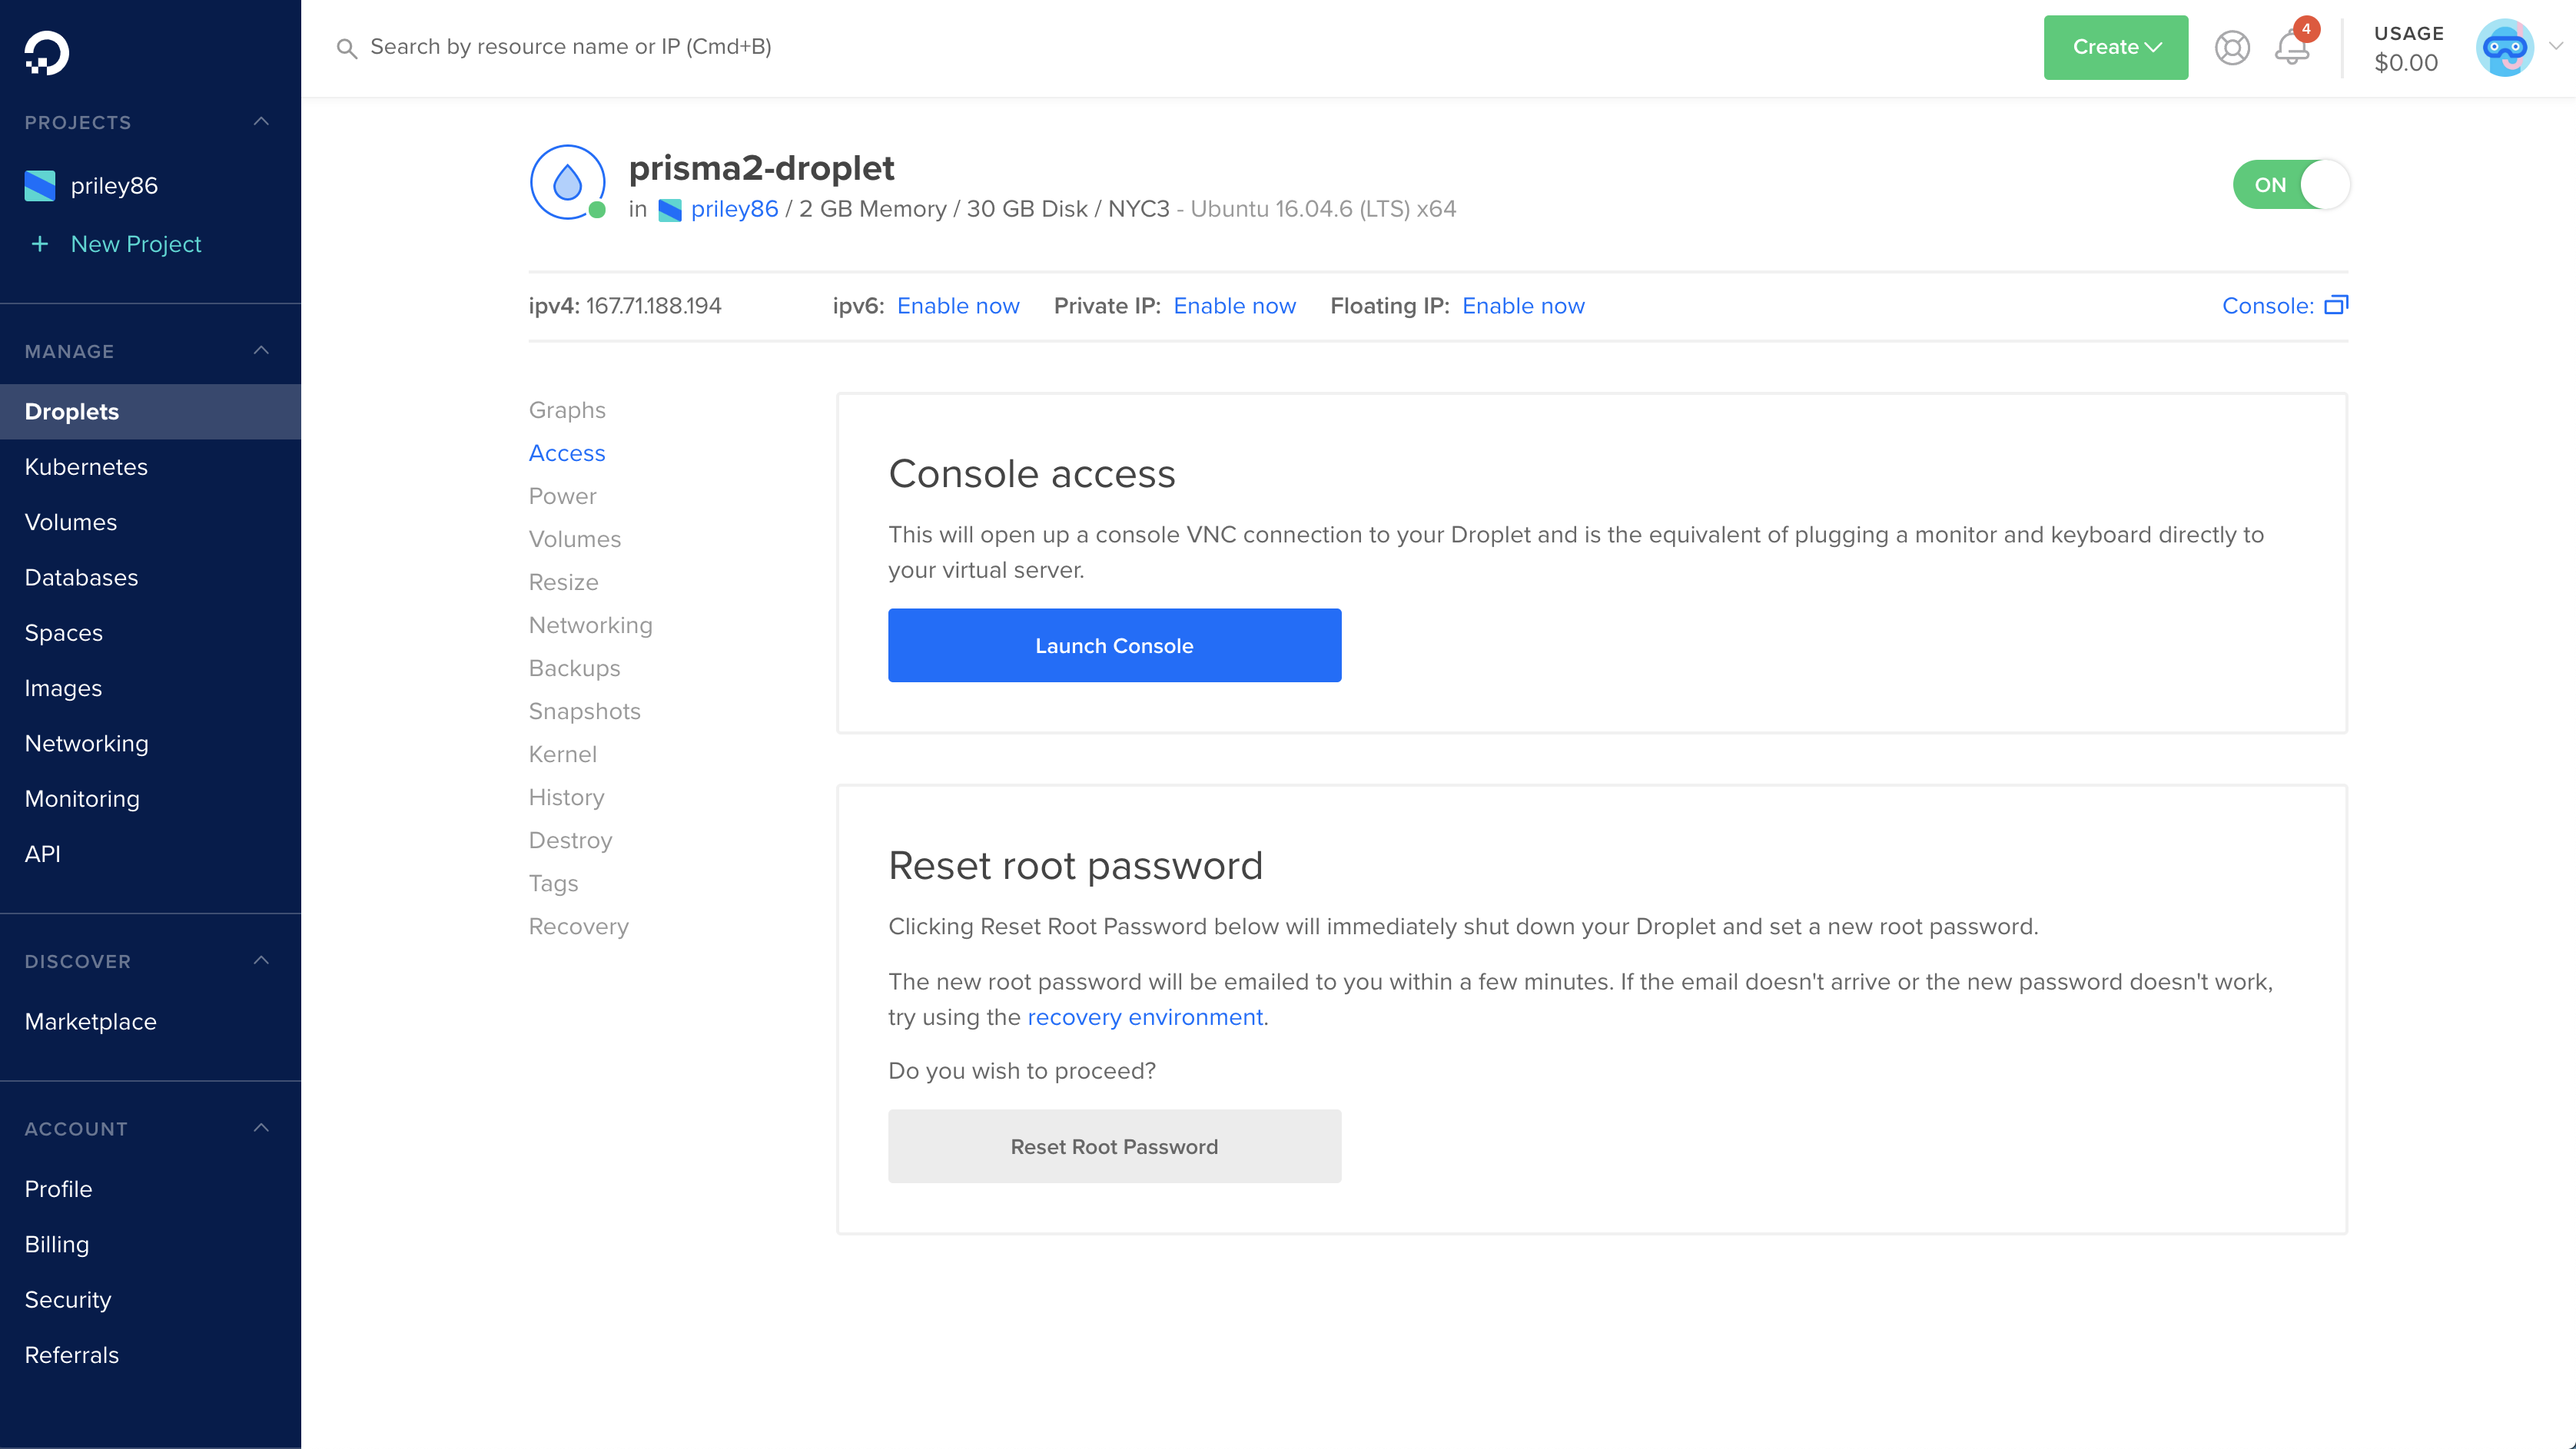 PROJECTS
priley86
+ New Project
MANAGE
Droplets
Kubernetes
Volumes
Databases
Spaces
Images
Networking
Monitoring
API
DISCOVER
Marketplace
ACCOUNT
Profile
Billing
Security
Referrals
Search by resource name or IP (Cmd+B)
Create
4
USAGE
$0.00
prisma2-droplet
in priley86 / 2 GB Memory / 30 GB Disk / NYC3 - Ubuntu 16.04.6 (LTS) x64
ON
ipv4: 167.71.188.194 ipv6: Enable now Private IP: Enable now Floating IP: Enable now Console:
Graphs
Access
Power
Volumes
Resize
Networking
Backups
Snapshots
Kernel
History
Destroy
Tags
Recovery
Console access
This will open up a console VNC connection to your Droplet and is the equivalent of plugging a monitor and keyboard directly to
your virtual server.
Launch Console
Reset root password
Clicking Reset Root Password below will immediately shut down your Droplet and set a new root password.
The new root password will be emailed to you within a few minutes. If the email doesn't arrive or the new password doesn't work,
try using the recovery environment.
Do you wish to proceed?
Reset Root Password